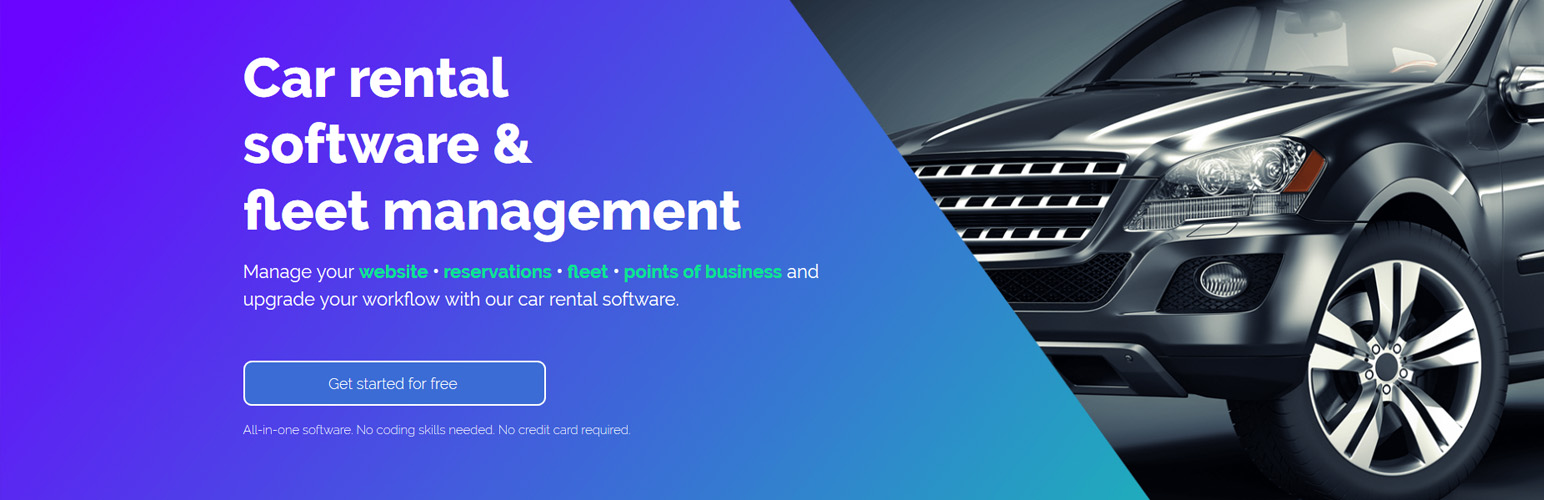 Car rental
software &
fleet management
Manage your website • reservations • fleet • points of business and
upgrade your workflow with our car rental software.
Get started for free
All-in-one software. No coding skills needed. No credit card required.